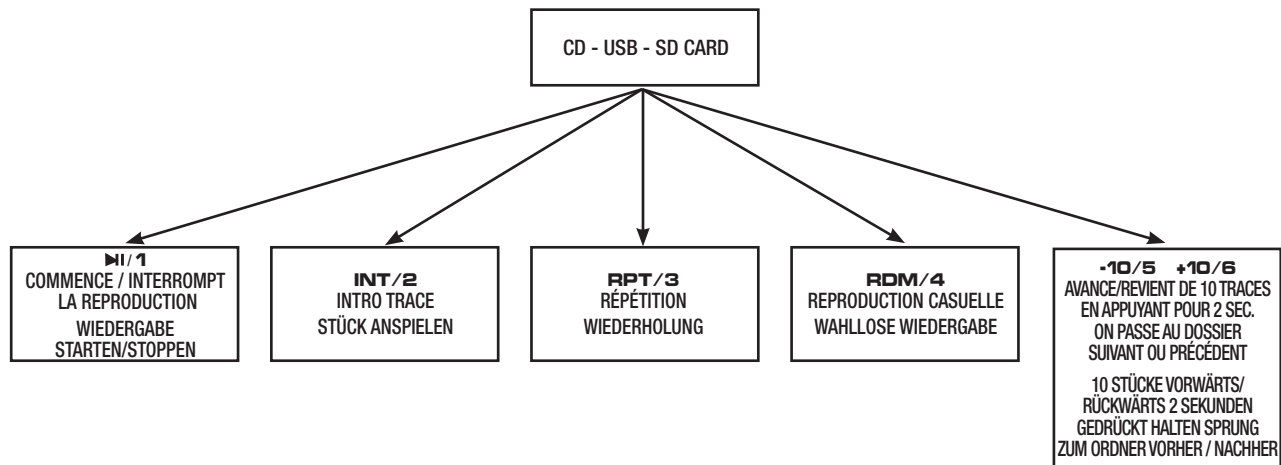 CD - USB - SD CARD
⏯/1
COMMENCE / INTERROMPT
LA REPRODUCTION
WIEDERGABE
STARTEN/STOPPEN
INT/2
INTRO TRACE
STÜCK ANSPIELEN
RPT/3
RÉPÉTITION
WIEDERHOLUNG
RDM/4
REPRODUCTION CASUELLE
WAHLLOSE WIEDERGABE
-10/5 +10/6
AVANCE/REVIENT DE 10 TRACES
EN APPUYANT POUR 2 SEC.
ON PASSE AU DOSSIER
SUIVANT OU PRÉCÉDENT
10 STÜCKE VORWÄRTS/
RÜCKWÄRTS 2 SEKUNDEN
GEDRÜCKT HALTEN SPRUNG
ZUM ORDNER VORHER / NACHHER